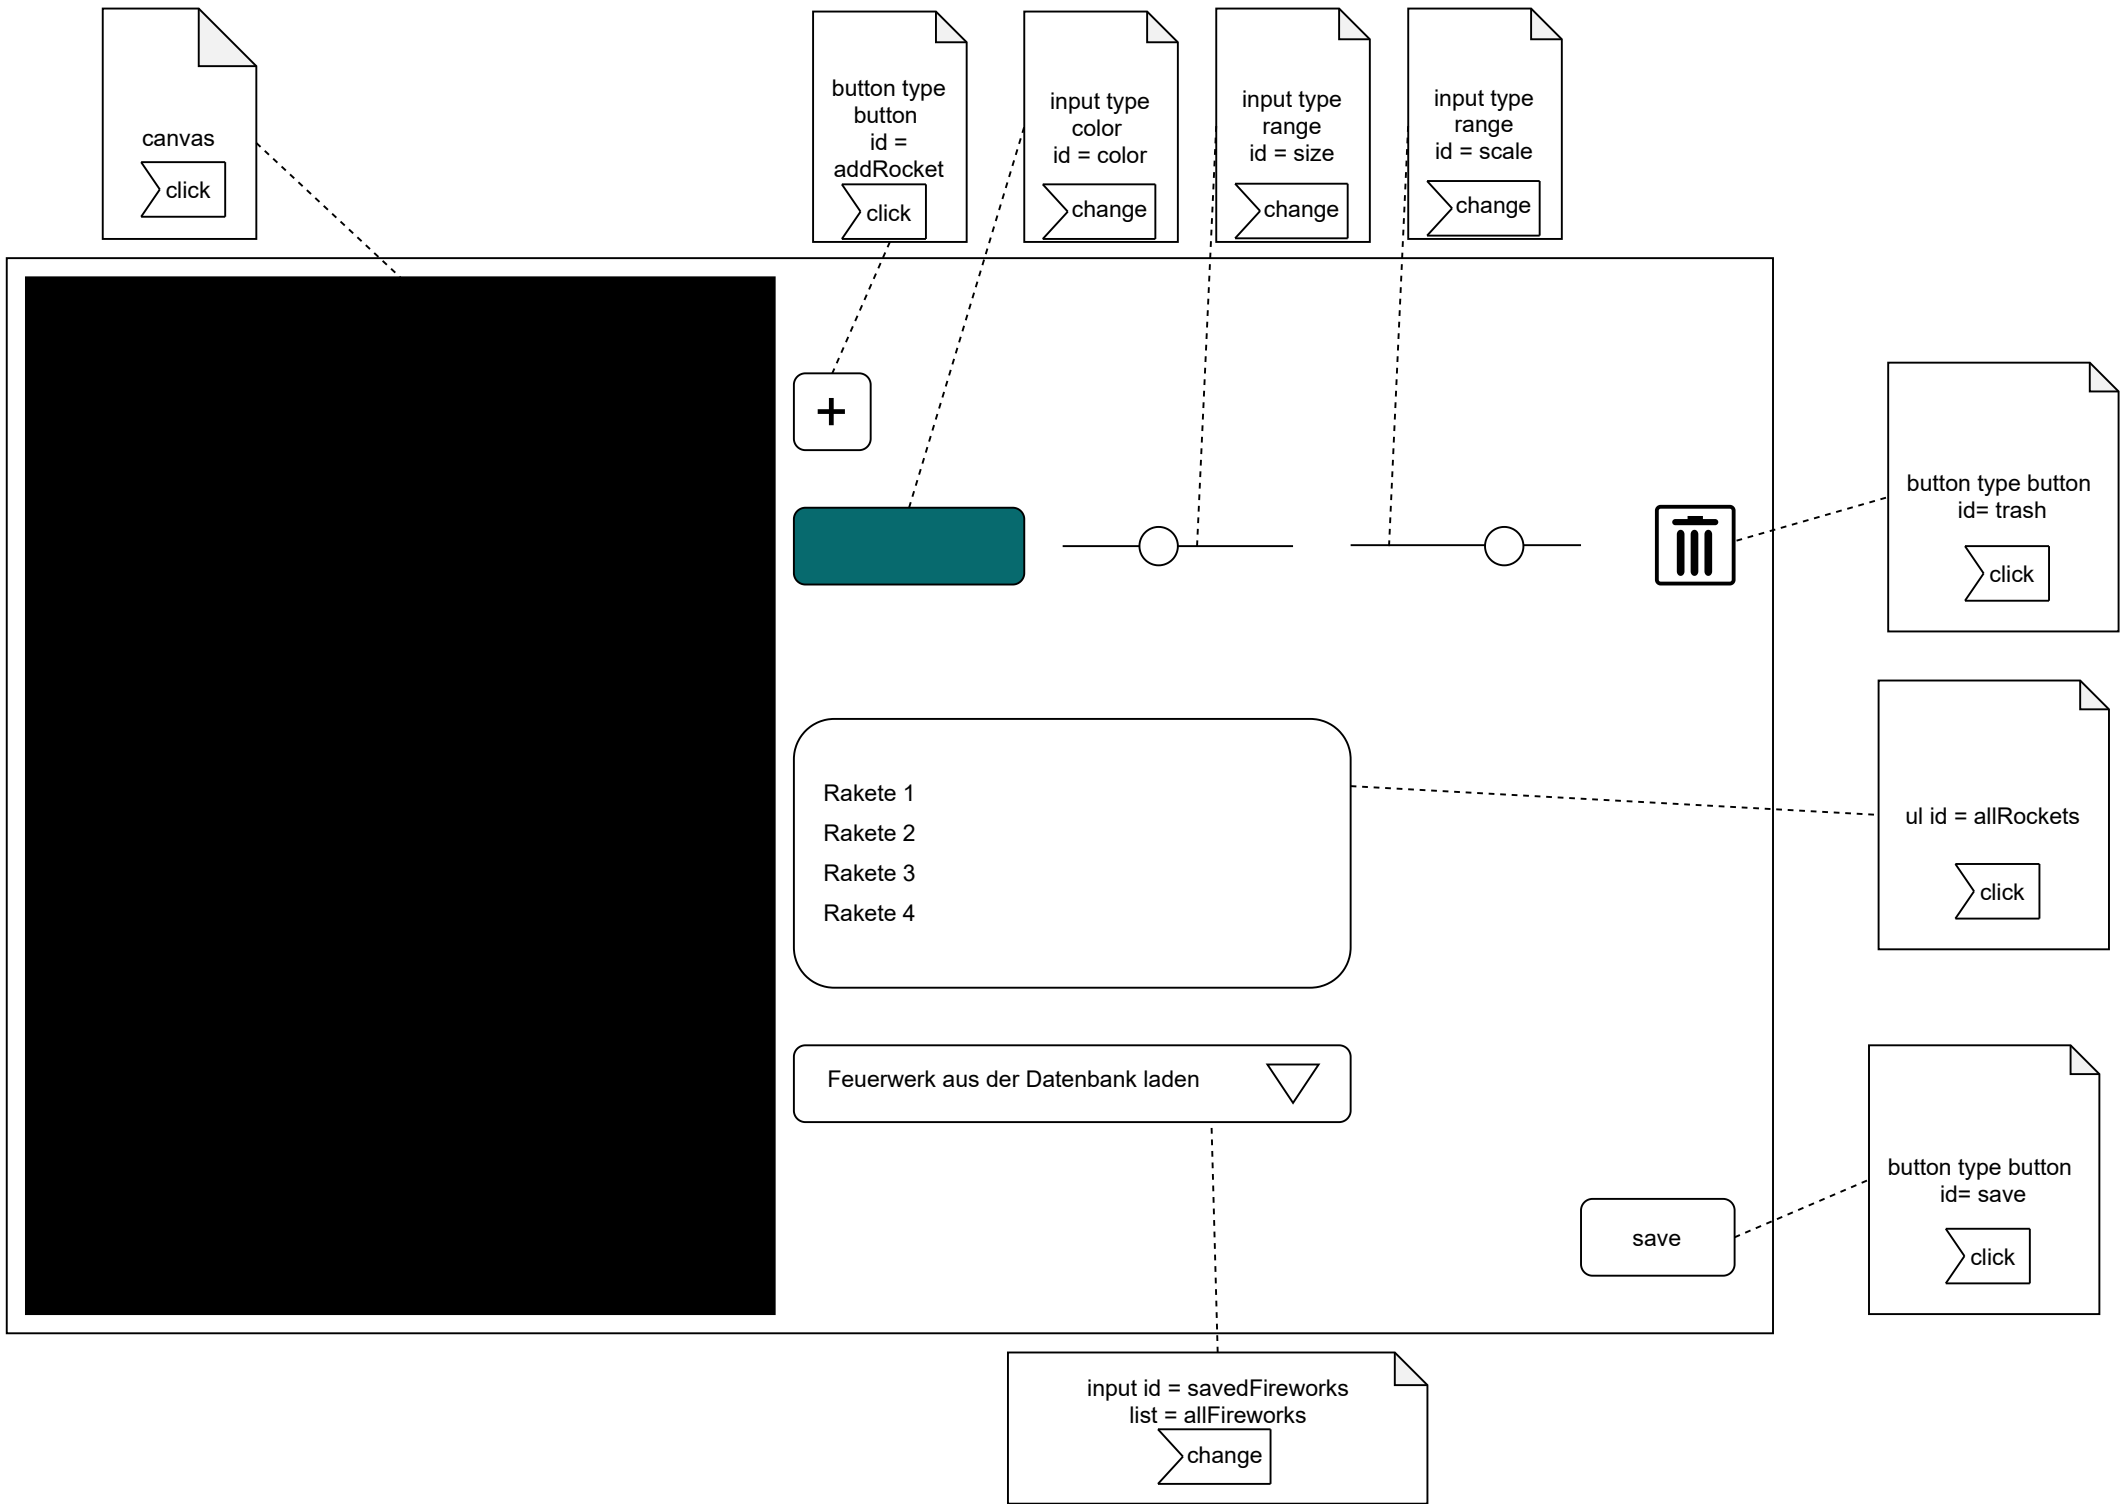 canvas
click
button type
button
id =
addRocket
click
input type
color
id = color
change
input type
range
id = size
change
input type
range
id = scale
change
+
button type button
id= trash
click
Rakete 1
Rakete 2
Rakete 3
Rakete 4
ul id = allRockets
click
Feuerwerk aus der Datenbank laden
button type button
id= save
click
save
input id = savedFireworks
list = allFireworks
change